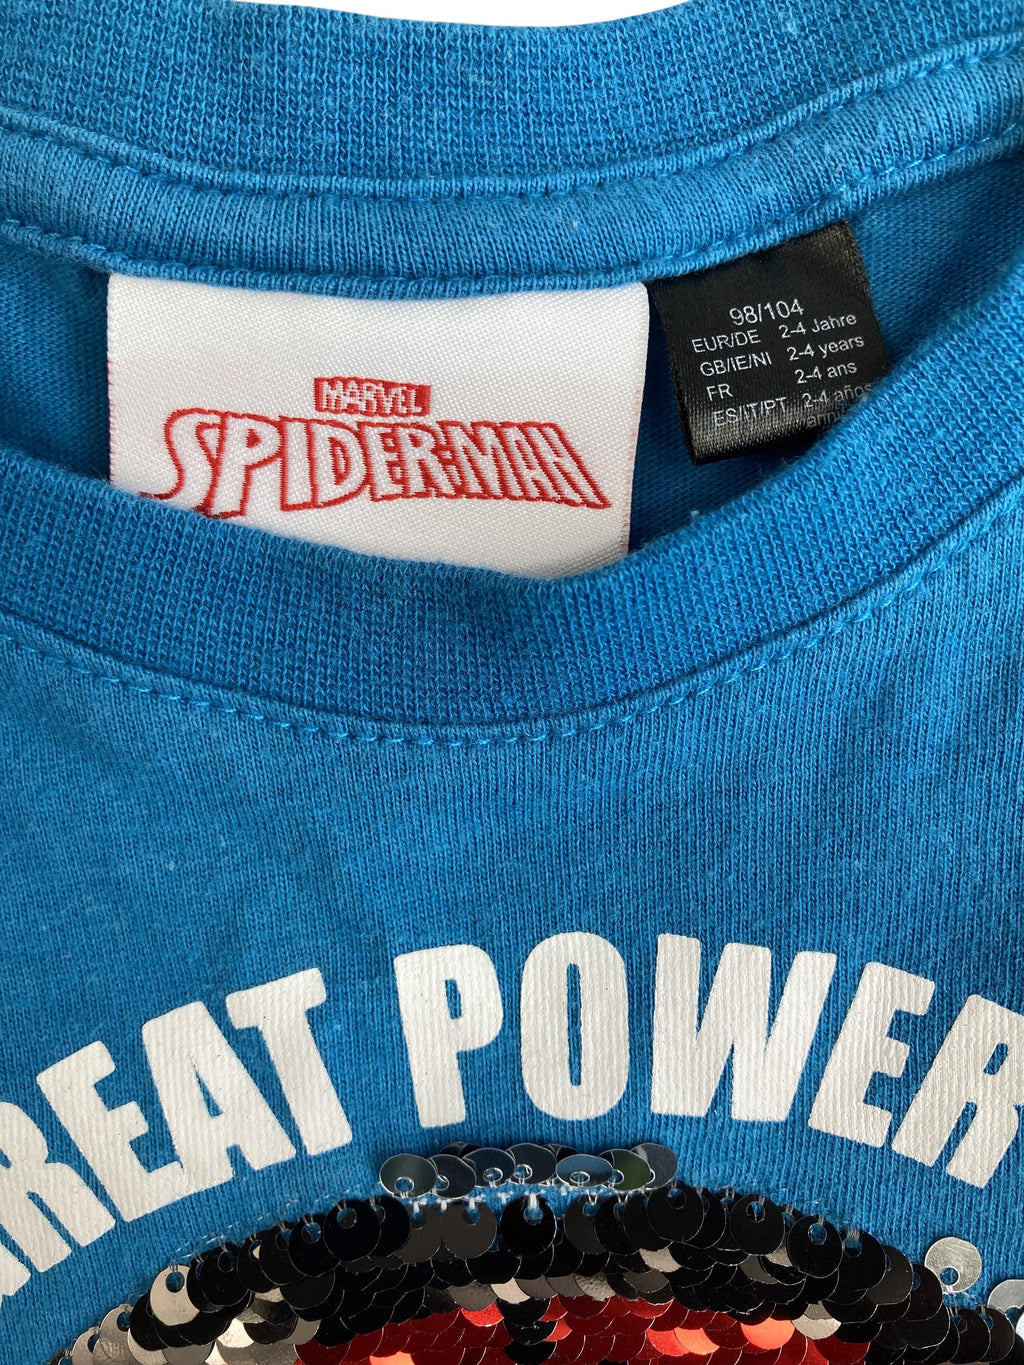 MARVEL
SPIDER-MAN
98/104
EUR/DE 2-4 Jahre
GB/IE/NI 2-4 years
FR 2-4 ans
ES/IT/PT 2-4 años
REAT POWER